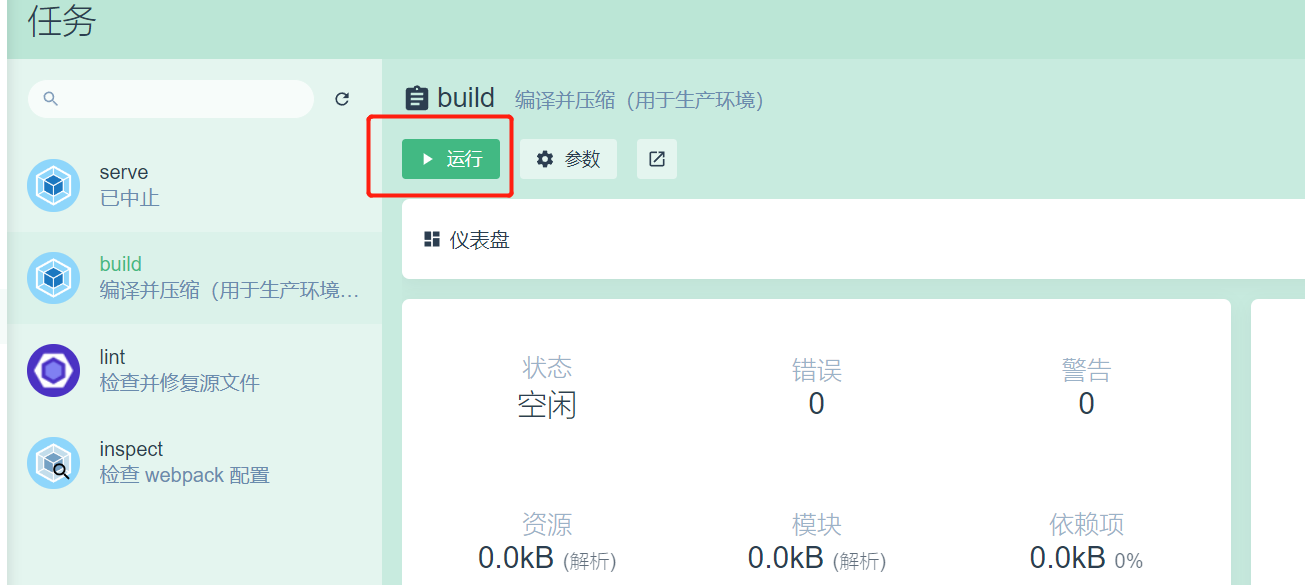 任务
serve
已中止
build
编译并压缩（用于生产环境…
lint
检查并修复源文件
inspect
检查 webpack 配置
build 编译并压缩（用于生产环境）
运行 参数
仪表盘
状态 错误 警告
空闲 0 0
资源 模块 依赖项
0.0kB (解析) 0.0kB (解析) 0.0kB 0%